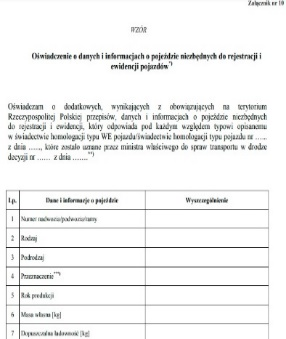 Załącznik nr 10
WZÓR
Oświadczenie o danych i informacjach o pojeździe niezbędnych do rejestracji i
ewidencji pojazdów*)
Oświadczam o dodatkowych, wynikających z obowiązujących na terytorium
Rzeczypospolitej Polskiej przepisów, danych i informacjach o pojeździe niezbędnych
do rejestracji i ewidencji, który odpowiada pod każdym względem typowi opisanemu
w świadectwie homologacji typu WE pojazdu/świadectwie homologacji typu pojazdu nr ......
z dnia ......, które zostało uznane przez ministra właściwego do spraw transportu w drodze
decyzji nr ...... z dnia .......**)
Lp. Dane i informacje o pojeździe Wyszczególnienie
1 Numer nadwozia/podwozia/ramy
2 Rodzaj
3 Podrodzaj
4 Przeznaczenie***)
5 Rok produkcji
6 Masa własna [kg]
7 Dopuszczalna ładowność [kg]